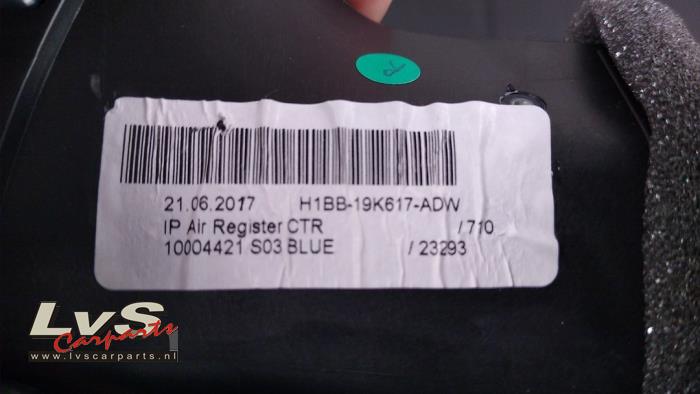 21.06.2017 H1BB-19K617-ADW
IP Air Register CTR /710
10004421 S03 BLUE / 23293
LvS
Carparts
www.lvscarparts.nl